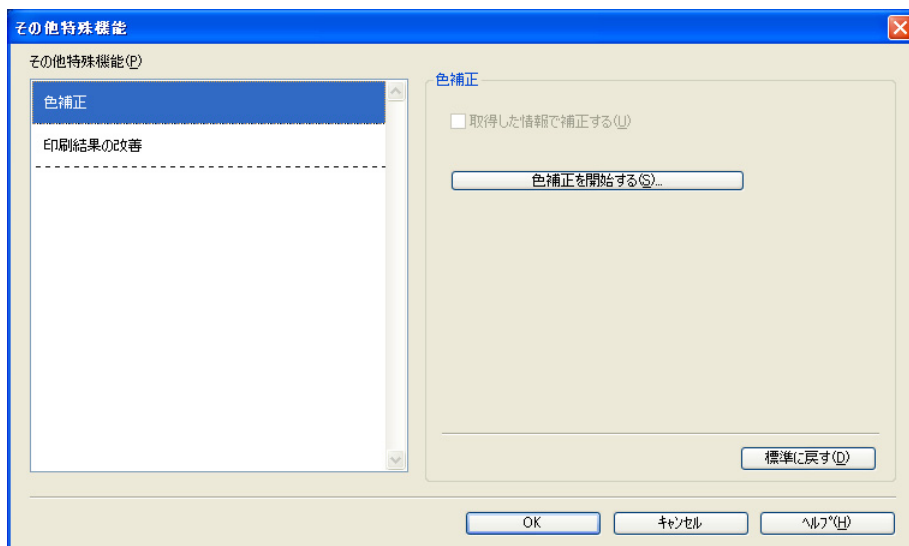 その他特殊機能
その他特殊機能(P)
色補正
印刷結果の改善
色補正
取得した情報で補正する(U)
色補正を開始する(S)...
標準に戻す(D)
OK
ｷｬﾝｾﾙ
ﾍﾙﾌﾟ(H)